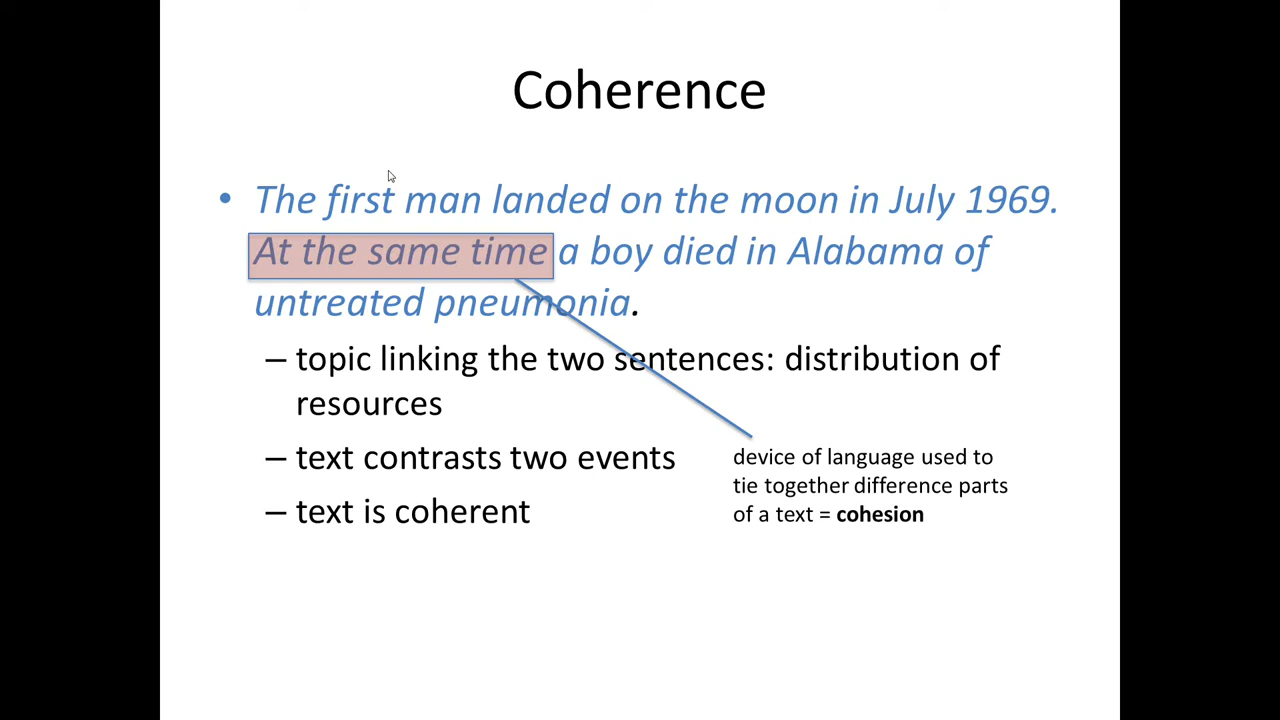 Coherence
• The first man landed on the moon in July 1969.
At the same time a boy died in Alabama of
untreated pneumonia.
– topic linking the two sentences: distribution of
resources
– text contrasts two events
– text is coherent
device of language used to
tie together difference parts
of a text = cohesion